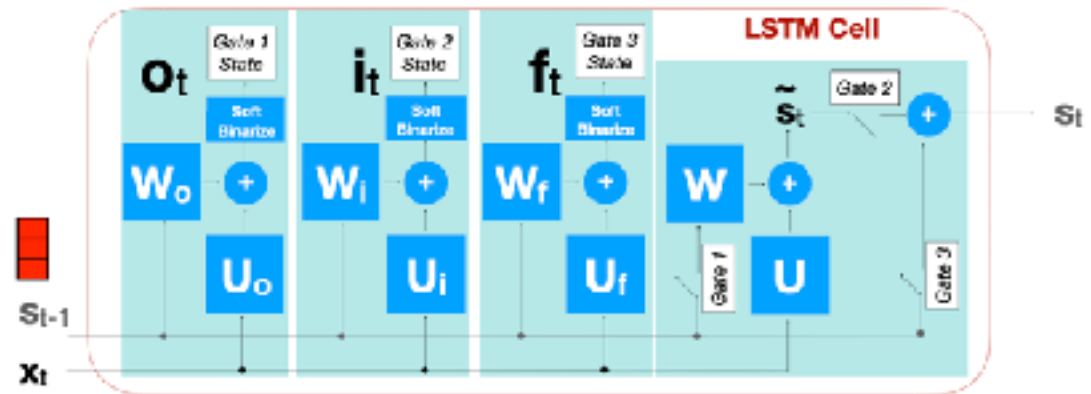 LSTM Cell
oₜ
Gate 1
State
Soft
Binarize
Wₒ
+
Uₒ
iₜ
Gate 2
State
Soft
Binarize
Wᵢ
+
Uᵢ
fₜ
Gate 3
State
Soft
Binarize
Wf
+
Uf
s̃ₜ
Gate 2
+
W
+
Gate 1
U
Gate 3
Sₜ
Sₜ₋₁
xₜ